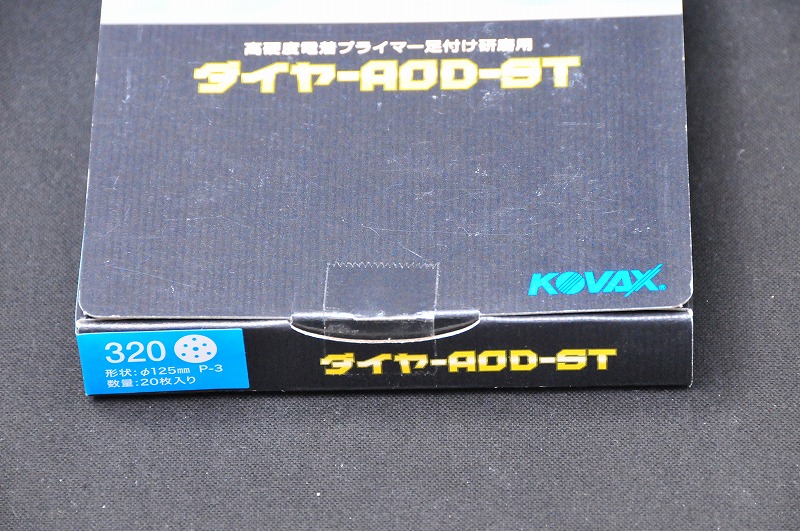 高硬度電着プライマー足付け研磨用
ダイヤ-AOD-ST
KOVAX®
320
形状:φ125mm P-3
数量:20枚入り
ダイヤ-AOD-ST